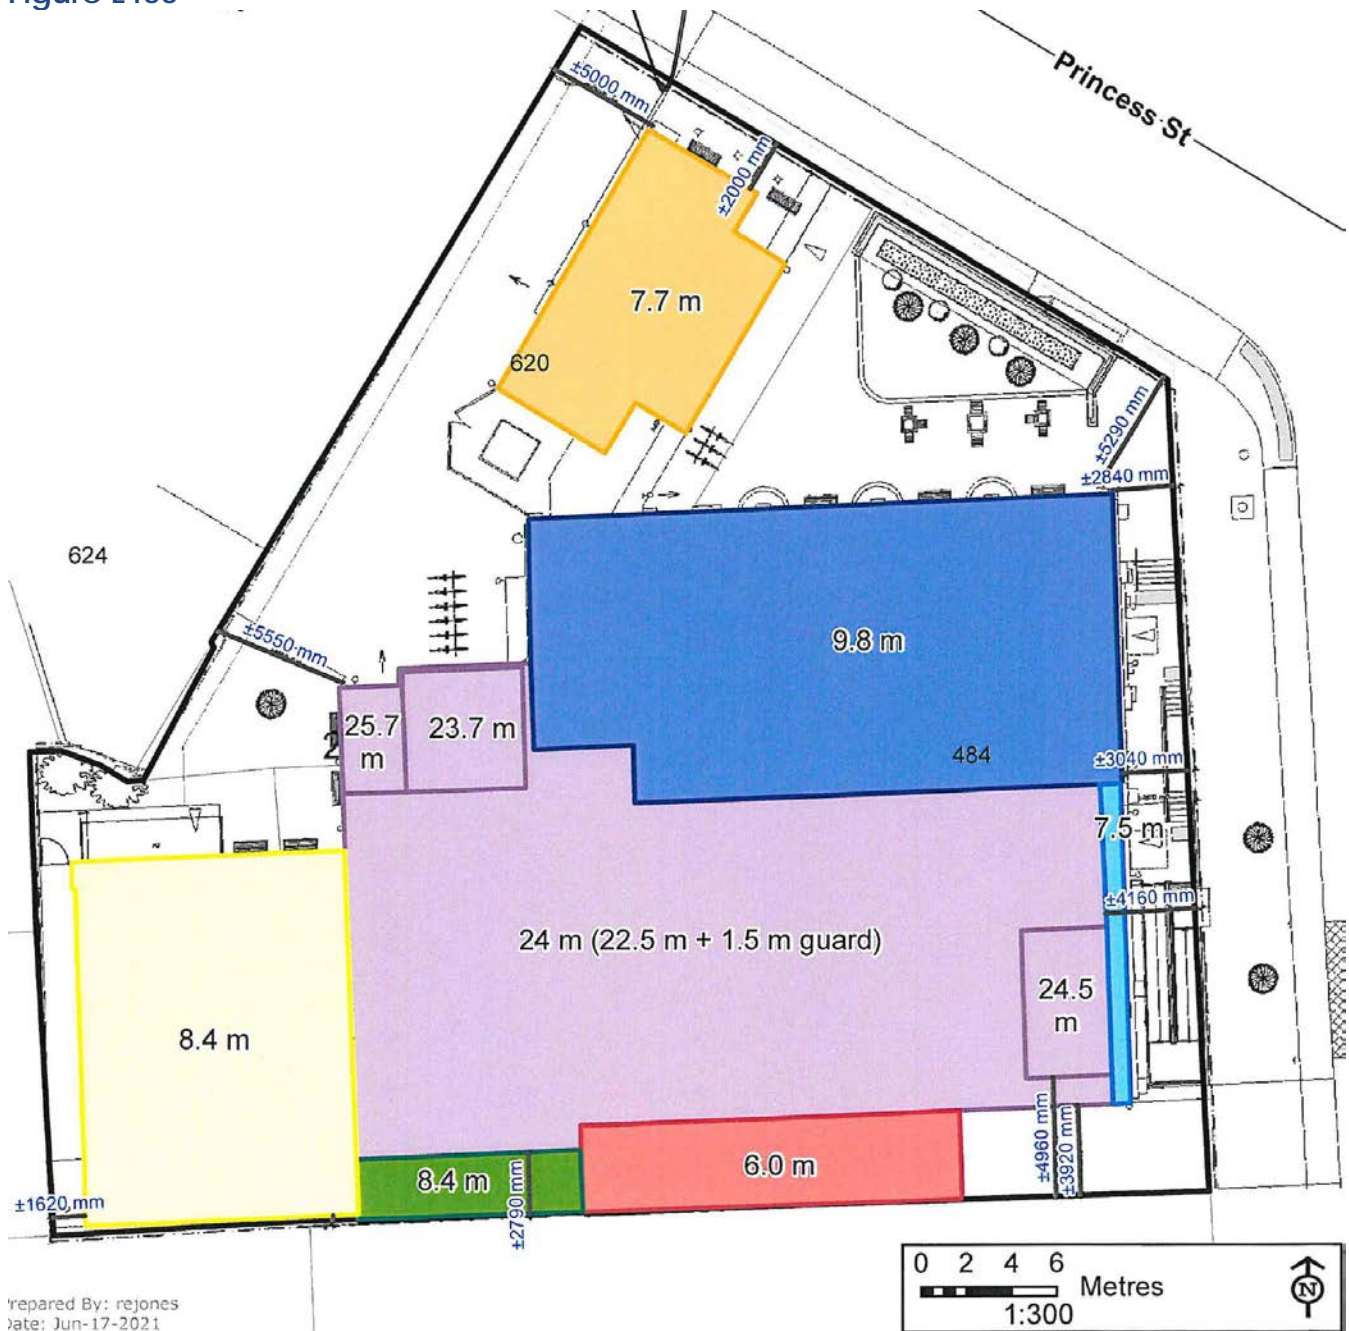 Princess St
±5000 mm
±2000 mm
7.7 m
620
±5290 mm
±2840 mm
624
9.8 m
±5550 mm
25.7
m
23.7 m
484
±3040 mm
7.5 m
±4160 mm
24 m (22.5 m + 1.5 m guard)
24.5
m
8.4 m
±4960 mm
±3920 mm
6.0 m
8.4 m
±2790 mm
±1620 mm
0 2 4 6
Metres
1:300
N
Prepared By: rejones
Date: Jun-17-2021